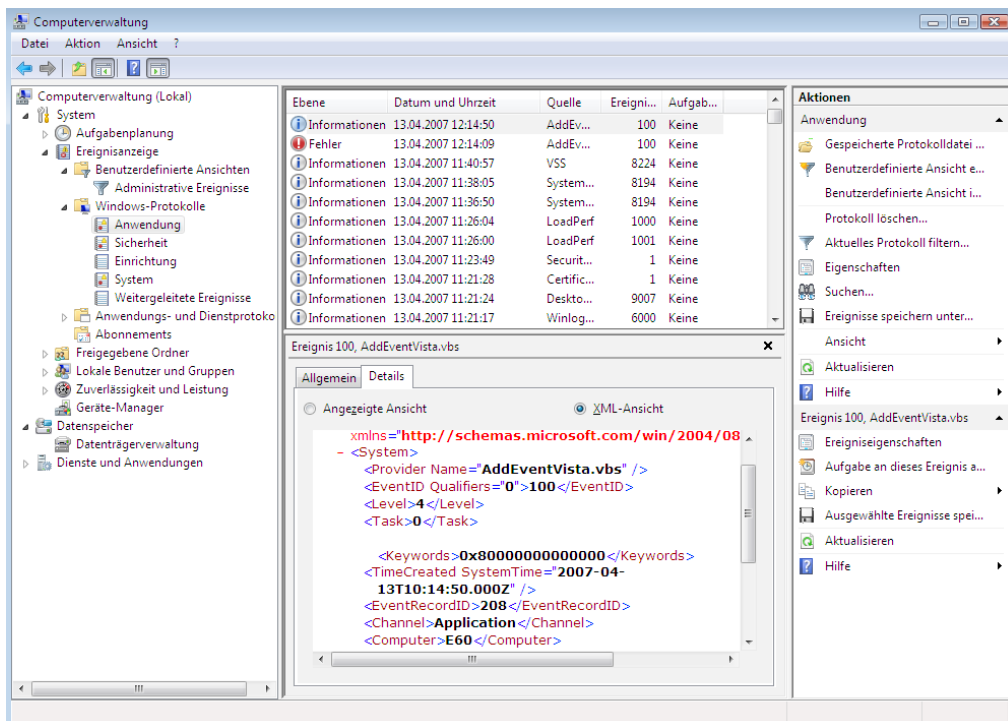 Computerverwaltung
Datei Aktion Ansicht ?
Computerverwaltung (Lokal)
System
Aufgabenplanung
Ereignisanzeige
Benutzerdefinierte Ansichten
Administrative Ereignisse
Windows-Protokolle
Anwendung
Sicherheit
Einrichtung
System
Weitergeleitete Ereignisse
Anwendungs- und Dienstprotoko
Abonnements
Freigegebene Ordner
Lokale Benutzer und Gruppen
Zuverlässigkeit und Leistung
Geräte-Manager
Datenspeicher
Datenträgerverwaltung
Dienste und Anwendungen
Ebene Datum und Uhrzeit Quelle Ereigni... Aufgab...
Informationen 13.04.2007 12:14:50 AddEv... 100 Keine
Fehler 13.04.2007 12:14:09 AddEv... 100 Keine
Informationen 13.04.2007 11:40:57 VSS 8224 Keine
Informationen 13.04.2007 11:38:05 System... 8194 Keine
Informationen 13.04.2007 11:36:50 System... 8194 Keine
Informationen 13.04.2007 11:26:04 LoadPerf 1000 Keine
Informationen 13.04.2007 11:26:00 LoadPerf 1001 Keine
Informationen 13.04.2007 11:23:49 Securit... 1 Keine
Informationen 13.04.2007 11:21:28 Certific... 1 Keine
Informationen 13.04.2007 11:21:24 Deskto... 9007 Keine
Informationen 13.04.2007 11:21:17 Winlog... 6000 Keine
Ereignis 100, AddEventVista.vbs
Allgemein Details
Angezeigte Ansicht XML-Ansicht
xmlns="http://schemas.microsoft.com/win/2004/08
- <System>
<Provider Name="AddEventVista.vbs" />
<EventID Qualifiers="0">100</EventID>
<Level>4</Level>
<Task>0</Task>
<Keywords>0x80000000000000</Keywords>
<TimeCreated SystemTime="2007-04-
13T10:14:50.000Z" />
<EventRecordID>208</EventRecordID>
<Channel>Application</Channel>
<Computer>E60</Computer>
Aktionen
Anwendung
Gespeicherte Protokolldatei ...
Benutzerdefinierte Ansicht e...
Benutzerdefinierte Ansicht i...
Protokoll löschen...
Aktuelles Protokoll filtern...
Eigenschaften
Suchen...
Ereignisse speichern unter...
Ansicht
Aktualisieren
Hilfe
Ereignis 100, AddEventVista.vbs
Ereigniseigenschaften
Aufgabe an dieses Ereignis a...
Kopieren
Ausgewählte Ereignisse spei...
Aktualisieren
Hilfe